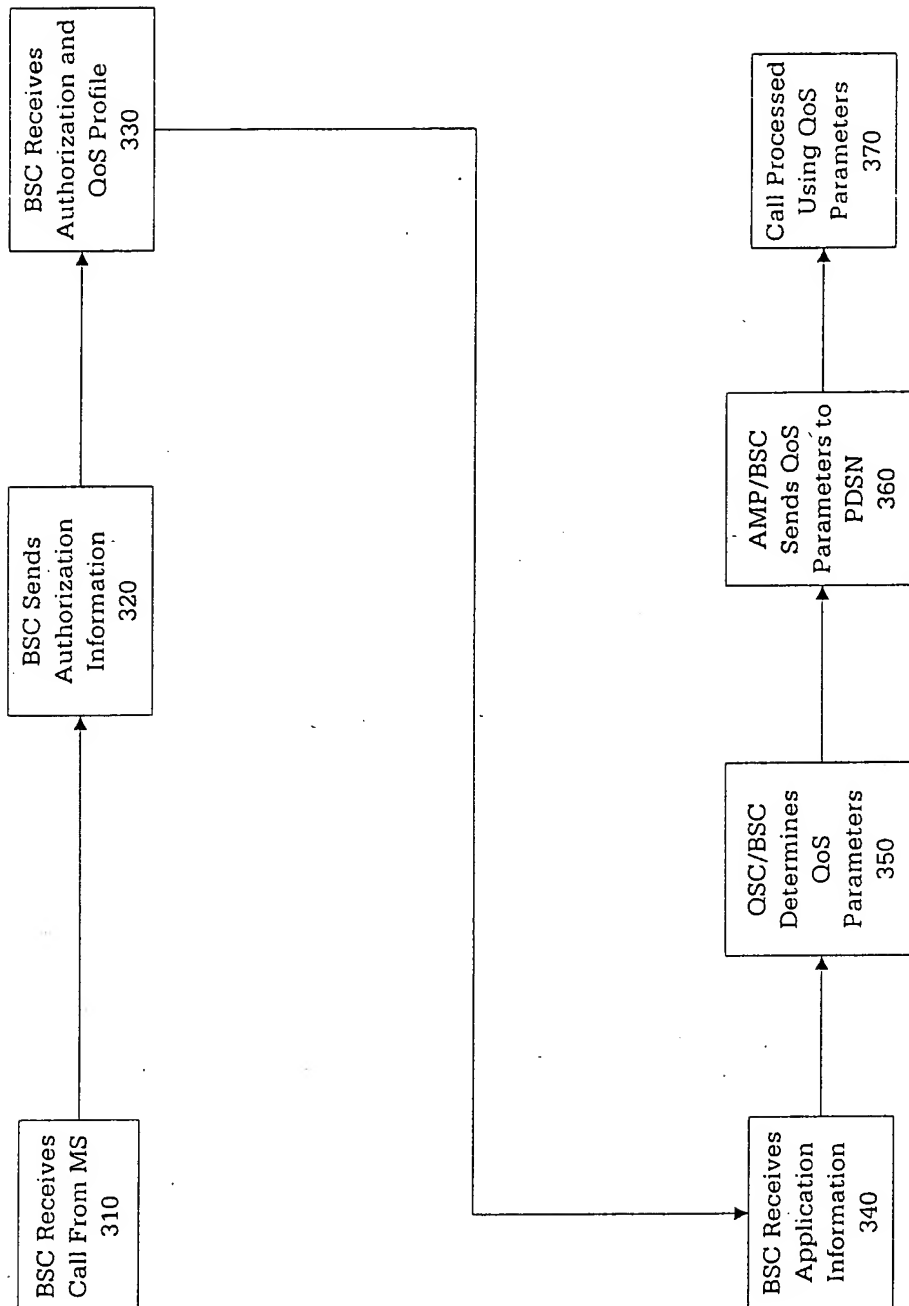 BSC Receives
Call From MS
310
BSC Sends
Authorization
Information
320
BSC Receives
Authorization and
QoS Profile
330
BSC Receives
Application
Information
340
QSC/BSC
Determines
QoS
Parameters
350
AMP/BSC
Sends QoS
Parameters to
PDSN
360
Call Processed
Using QoS
Parameters
370